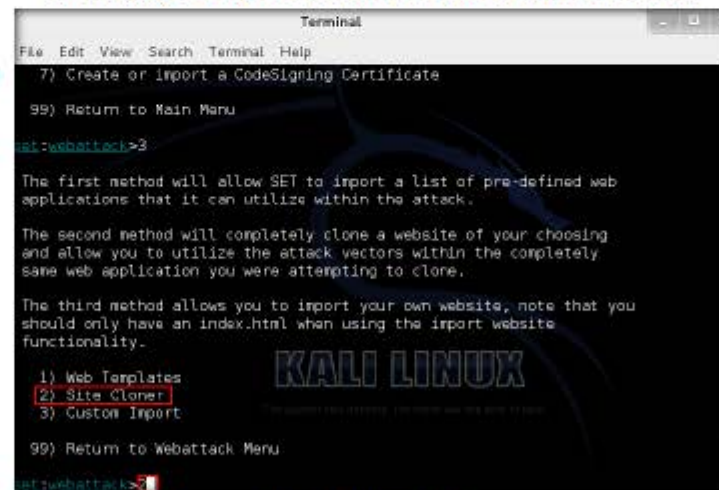 Terminal
File Edit View Search Terminal Help
7) Create or import a CodeSigning Certificate
99) Return to Main Menu
set:webattack>3
The first method will allow SET to import a list of pre-defined web
applications that it can utilize within the attack.
The second method will completely clone a website of your choosing
and allow you to utilize the attack vectors within the completely
same web application you were attempting to clone.
The third method allows you to import your own website, note that you
should only have an index.html when using the import website
functionality.
KALI LINUX
1) Web Templates
2) Site Cloner
3) Custom Import
99) Return to Webattack Menu
set:webattack>2